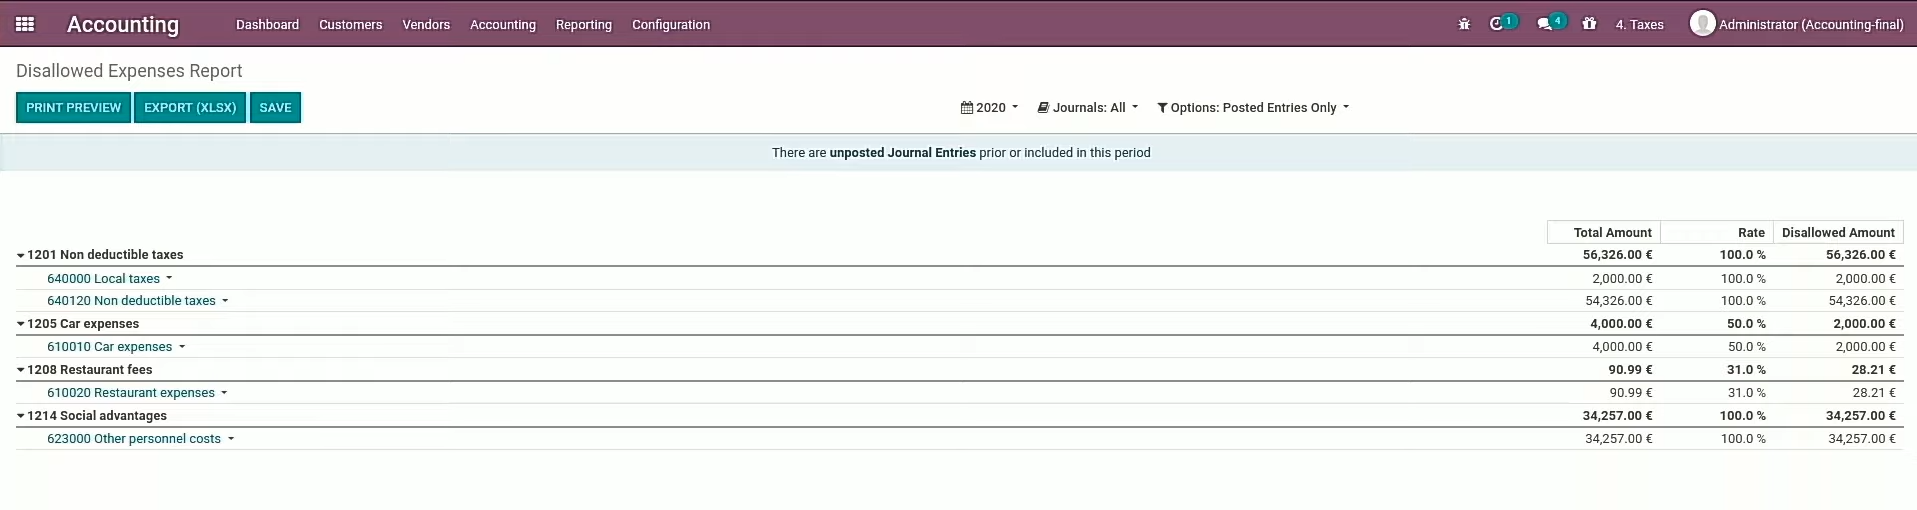 Accounting Dashboard Customers Vendors Accounting Reporting Configuration 1 4 4. Taxes Administrator (Accounting-final)
Disallowed Expenses Report
PRINT PREVIEW EXPORT (XLSX) SAVE 2020 Journals: All Options: Posted Entries Only
There are unposted Journal Entries prior or included in this period
Total Amount Rate Disallowed Amount
1201 Non deductible taxes 56,326.00 € 100.0 % 56,326.00 €
640000 Local taxes 2,000.00 € 100.0 % 2,000.00 €
640120 Non deductible taxes 54,326.00 € 100.0 % 54,326.00 €
1205 Car expenses 4,000.00 € 50.0 % 2,000.00 €
610010 Car expenses 4,000.00 € 50.0 % 2,000.00 €
1208 Restaurant fees 90.99 € 31.0 % 28.21 €
610020 Restaurant expenses 90.99 € 31.0 % 28.21 €
1214 Social advantages 34,257.00 € 100.0 % 34,257.00 €
623000 Other personnel costs 34,257.00 € 100.0 % 34,257.00 €